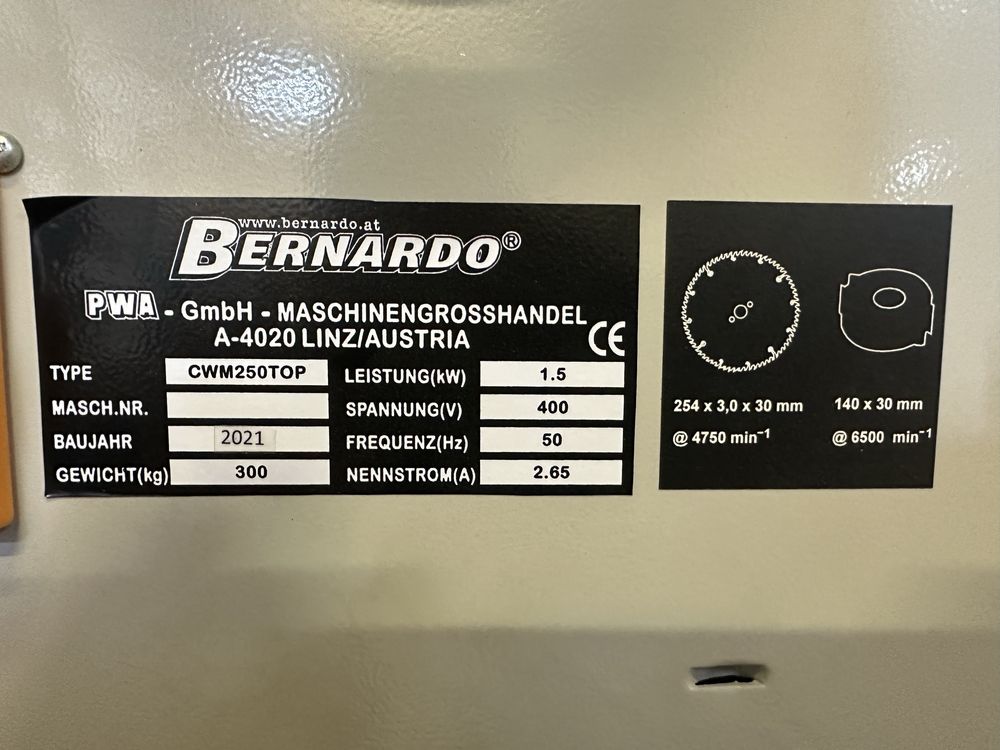 www.bernardo.at
BERNARDO®
PWA - GmbH - MASCHINENGROSSHANDEL
A-4020 LINZ/AUSTRIA CE
TYPE CWM250TOP LEISTUNG(kW) 1.5
MASCH.NR. SPANNUNG(V) 400
BAUJAHR 2021 FREQUENZ(Hz) 50
GEWICHT(kg) 300 NENNSTROM(A) 2.65
254 x 3,0 x 30 mm 140 x 30 mm
@ 4750 min⁻¹ @ 6500 min⁻¹